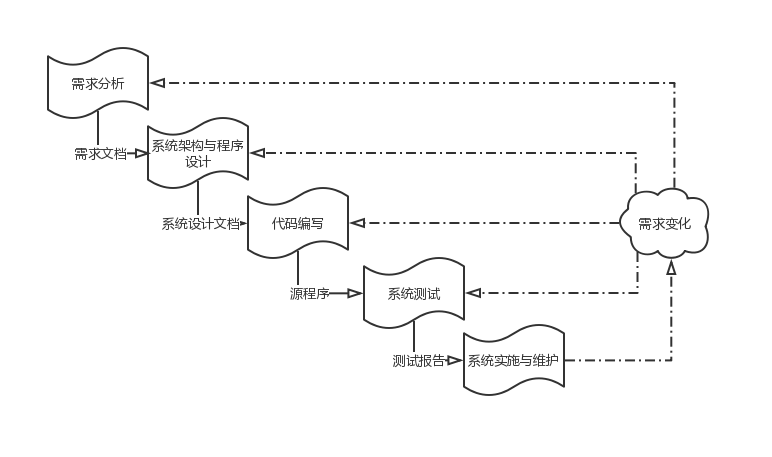 需求分析
需求文档
系统架构与程序
设计
系统设计文档
代码编写
需求变化
源程序
系统测试
测试报告
系统实施与维护